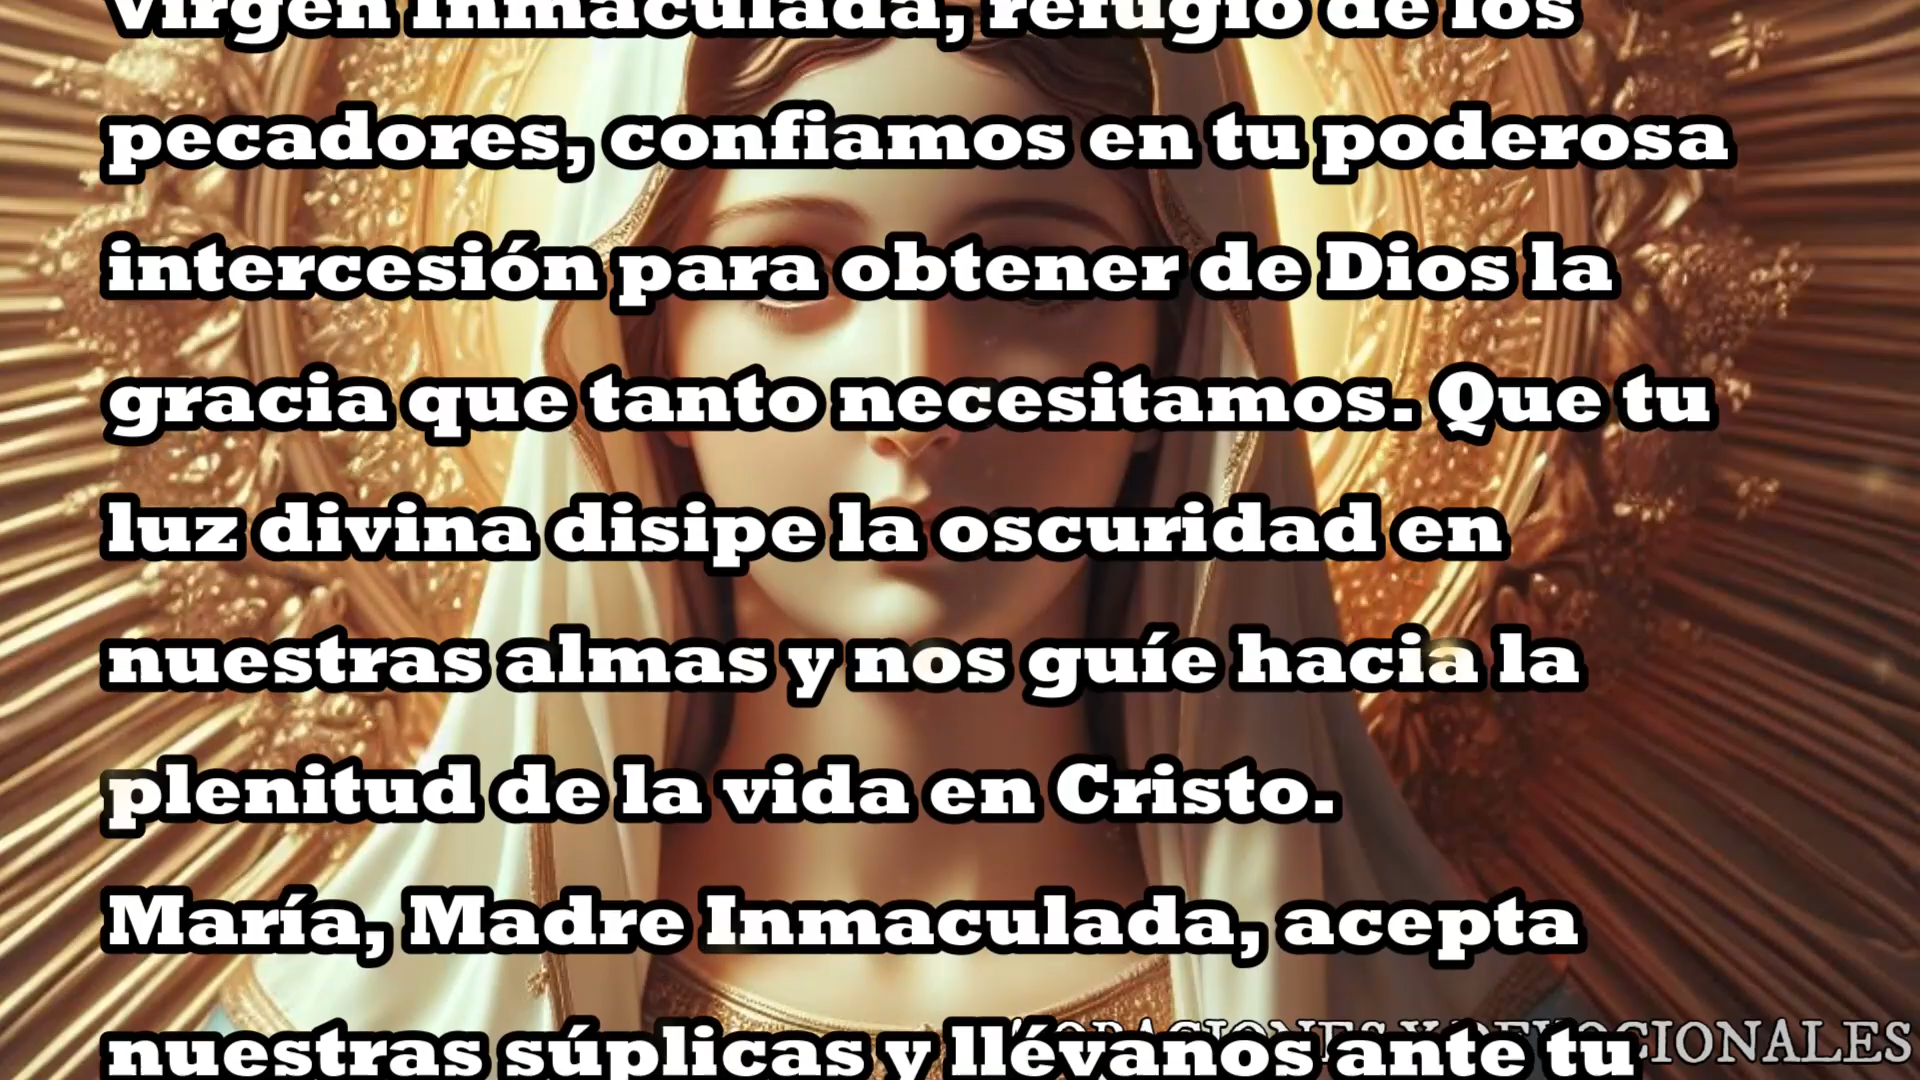 Virgen Inmaculada, refugio de los
pecadores, confiamos en tu poderosa
intercesión para obtener de Dios la
gracia que tanto necesitamos. Que tu
luz divina disipe la oscuridad en
nuestras almas y nos guíe hacia la
plenitud de la vida en Cristo.
María, Madre Inmaculada, acepta
nuestras súplicas y llévanos ante tu
ORACIONES Y DEVOCIONALES